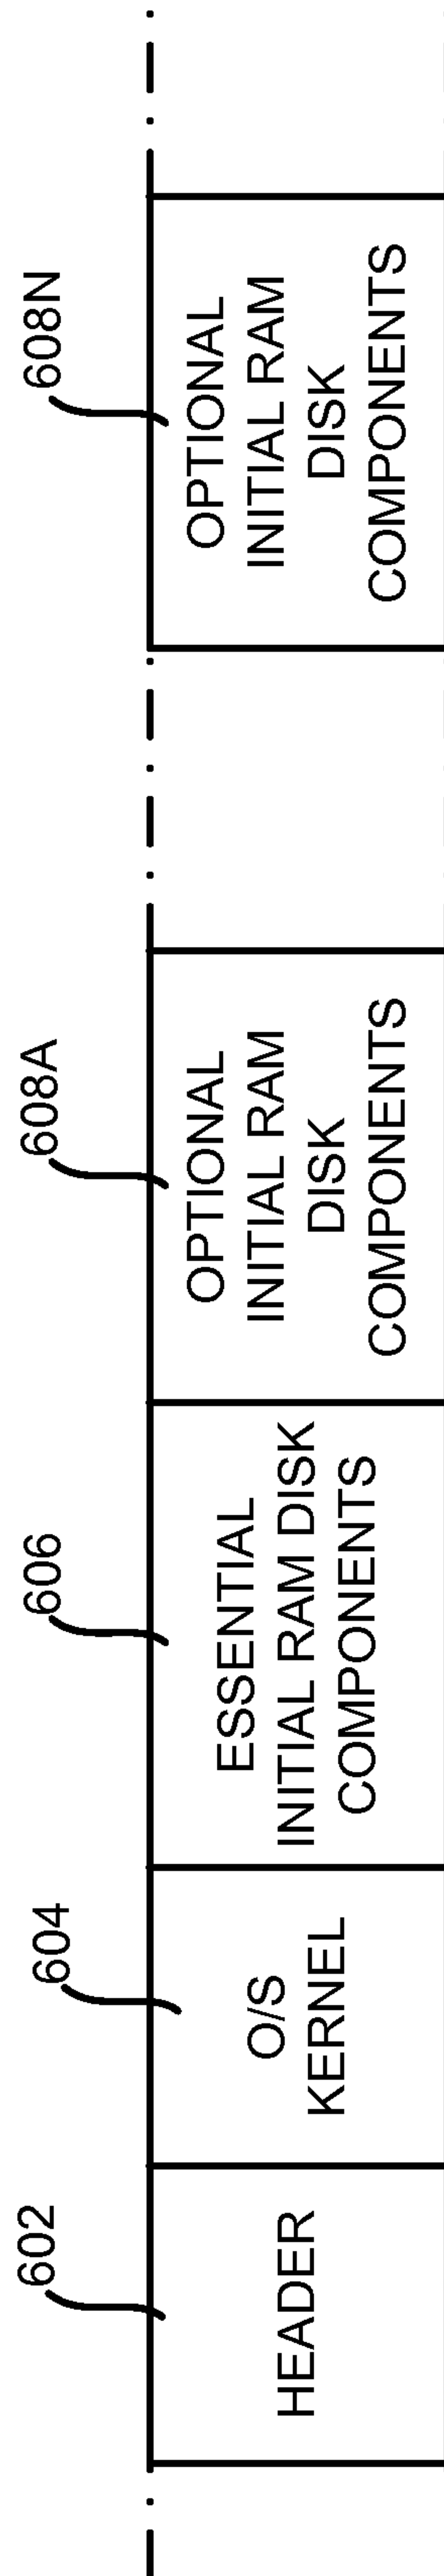 602
HEADER
604
O/S
KERNEL
606
ESSENTIAL
INITIAL RAM DISK
COMPONENTS
608A
OPTIONAL
INITIAL RAM
DISK
COMPONENTS
608N
OPTIONAL
INITIAL RAM
DISK
COMPONENTS